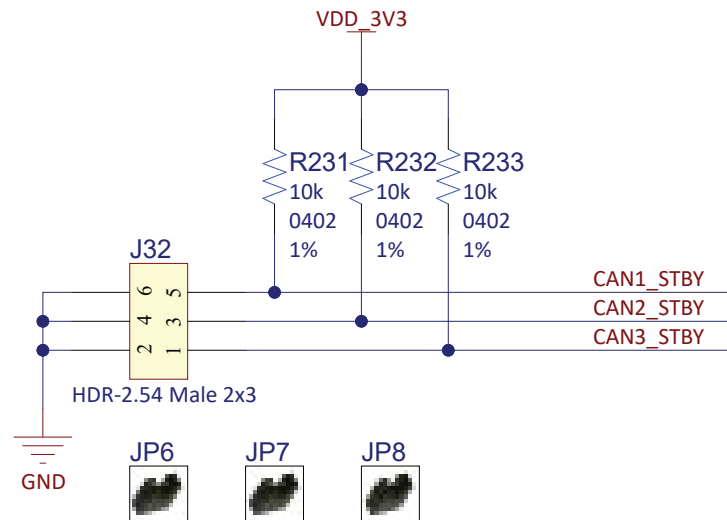 VDD_3V3
R231 R232 R233
10k 10k 10k
0402 0402 0402
1% 1% 1%
J32
6 5 CAN1_STBY
4 3 CAN2_STBY
2 1 CAN3_STBY
HDR-2.54 Male 2x3
GND
JP6 JP7 JP8